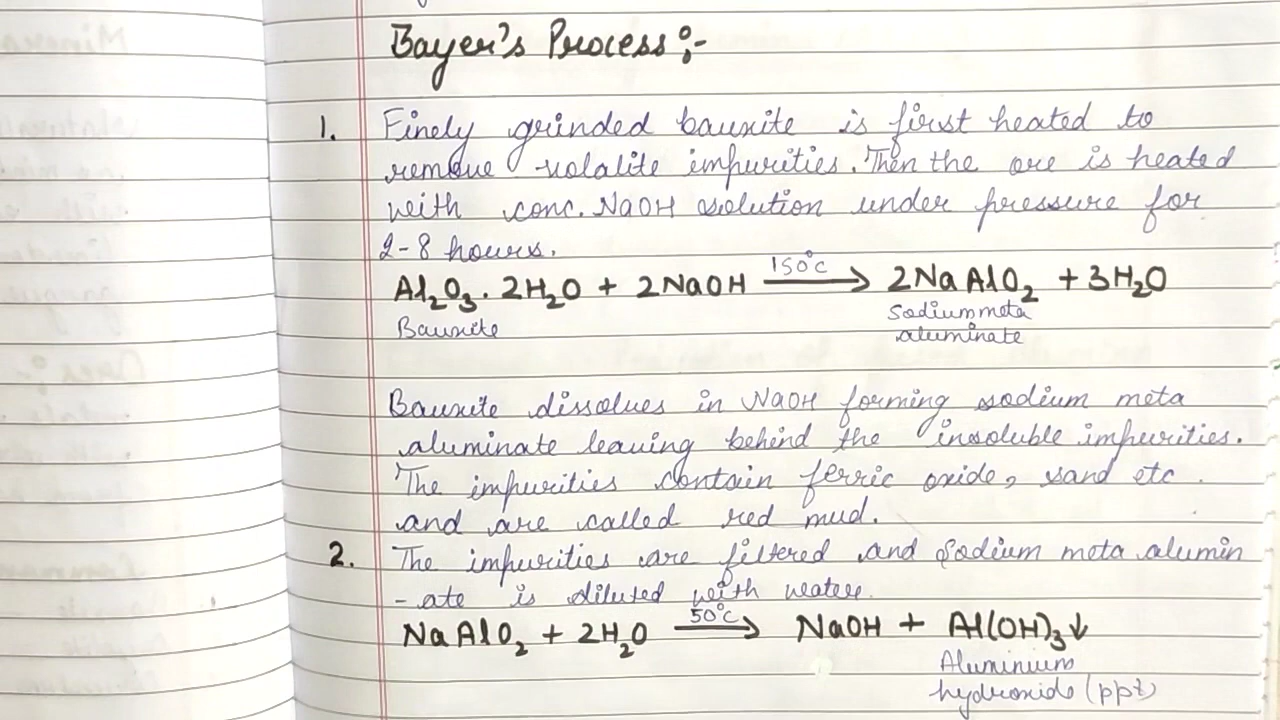 Bayer's Process :-
1. Finely grinded bauxite is first heated to
remove volalite impurities. Then the ore is heated
with conc. NaOH solution under pressure for
2-8 hours.
Al₂O₃ . 2H₂O + 2NaOH 150°C → 2NaAlO₂ + 3H₂O
Bauxite Sodium meta
aluminate
Bauxite dissolves in NaOH forming sodium meta
aluminate leaving behind the insoluble impurities.
The impurities contain ferric oxide, sand etc.
and are called red mud.
2. The impurities are filtered and Sodium meta alumin
-ate is diluted with water.
NaAlO₂ + 2H₂O 50°C → NaOH + Al(OH)₃↓
Aluminium
hydroxide (ppt)